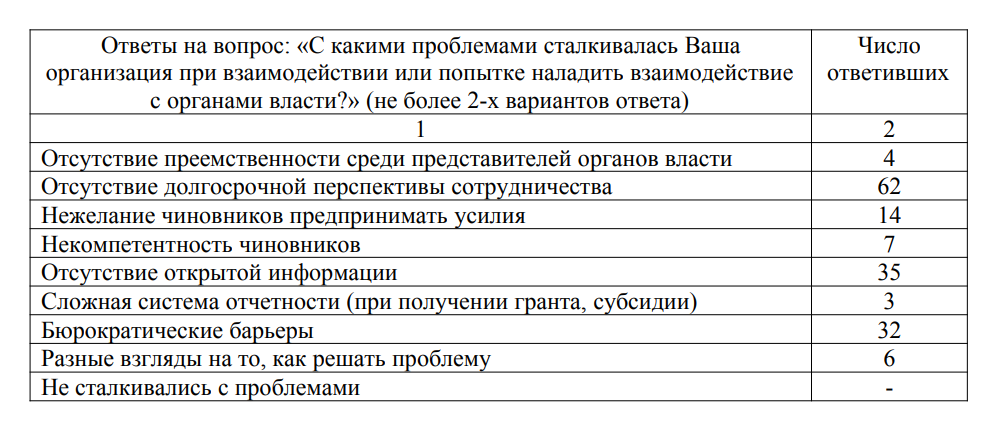 Ответы на вопрос: «С какими проблемами сталкивалась Ваша
организация при взаимодействии или попытке наладить взаимодействие
с органами власти?» (не более 2-х вариантов ответа)
Число
ответивших
1 2
Отсутствие преемственности среди представителей органов власти 4
Отсутствие долгосрочной перспективы сотрудничества 62
Нежелание чиновников предпринимать усилия 14
Некомпетентность чиновников 7
Отсутствие открытой информации 35
Сложная система отчетности (при получении гранта, субсидии) 3
Бюрократические барьеры 32
Разные взгляды на то, как решать проблему 6
Не сталкивались с проблемами -